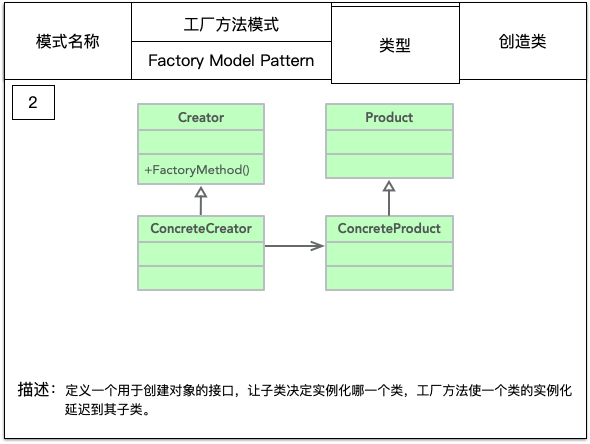 模式名称
工厂方法模式
Factory Model Pattern
类型
创造类
2
Creator
+FactoryMethod()
Product
ConcreteCreator
ConcreteProduct
描述：定义一个用于创建对象的接口，让子类决定实例化哪一个类，工厂方法使一个类的实例化
延迟到其子类。